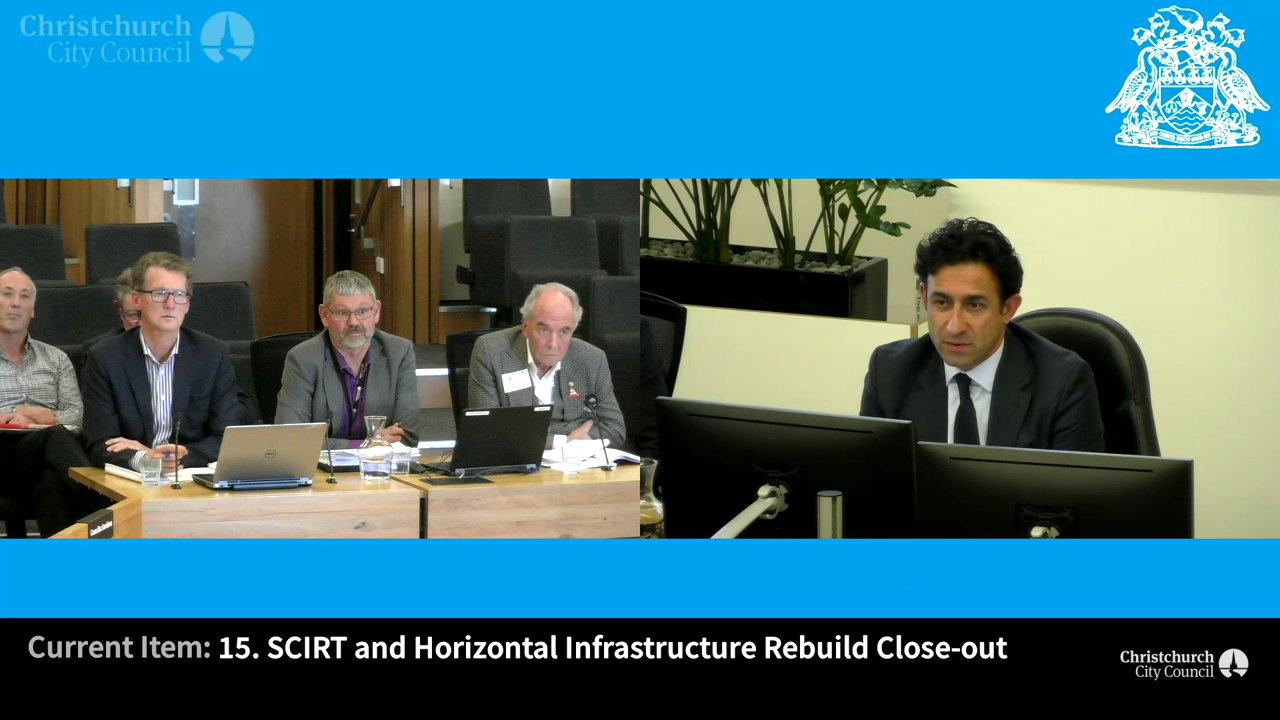 Christchurch
City Council
Current Item: 15. SCIRT and Horizontal Infrastructure Rebuild Close-out
Christchurch
City Council